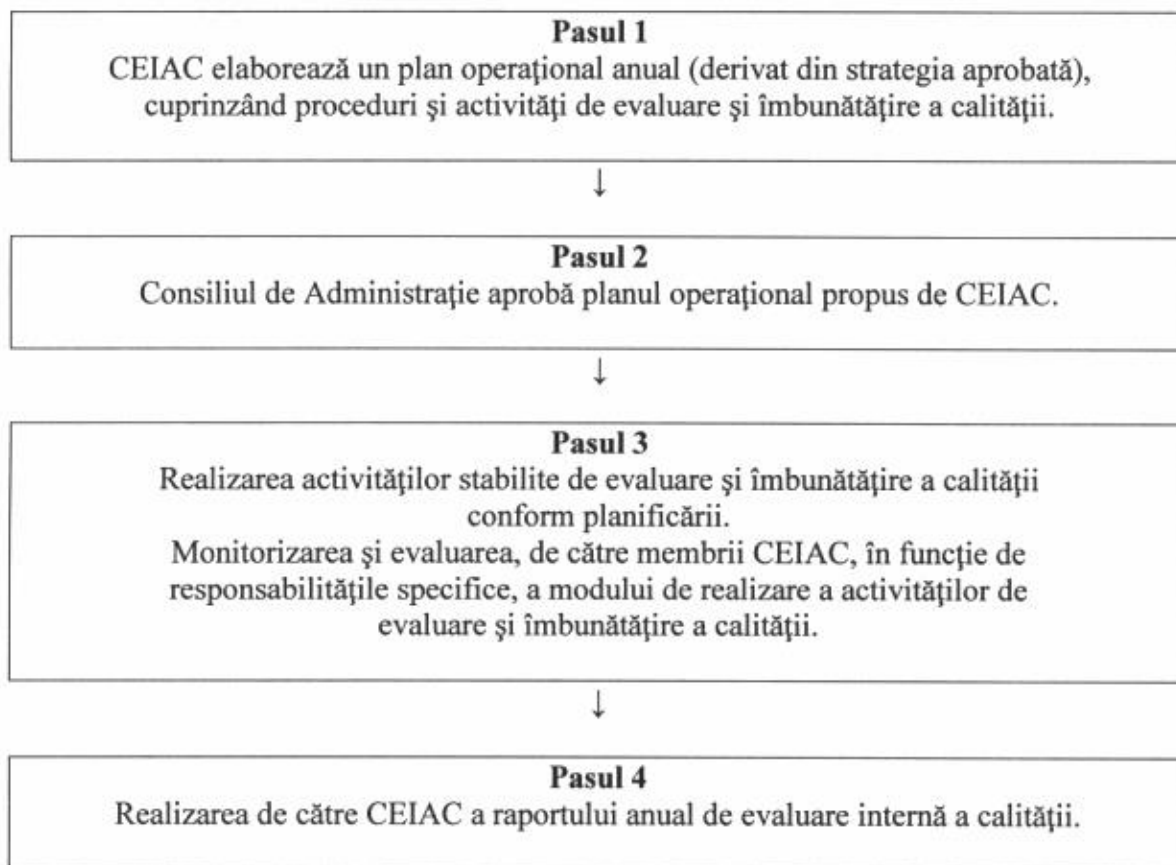 Pasul 1
CEIAC elaborează un plan operaţional anual (derivat din strategia aprobată),
cuprinzând proceduri şi activităţi de evaluare şi îmbunătăţire a calităţii.
↓
Pasul 2
Consiliul de Administraţie aprobă planul operaţional propus de CEIAC.
↓
Pasul 3
Realizarea activităţilor stabilite de evaluare şi îmbunătăţire a calităţii
conform planificării.
Monitorizarea şi evaluarea, de către membrii CEIAC, în funcţie de
responsabilităţile specifice, a modului de realizare a activităţilor de
evaluare şi îmbunătăţire a calităţii.
↓
Pasul 4
Realizarea de către CEIAC a raportului anual de evaluare internă a calităţii.